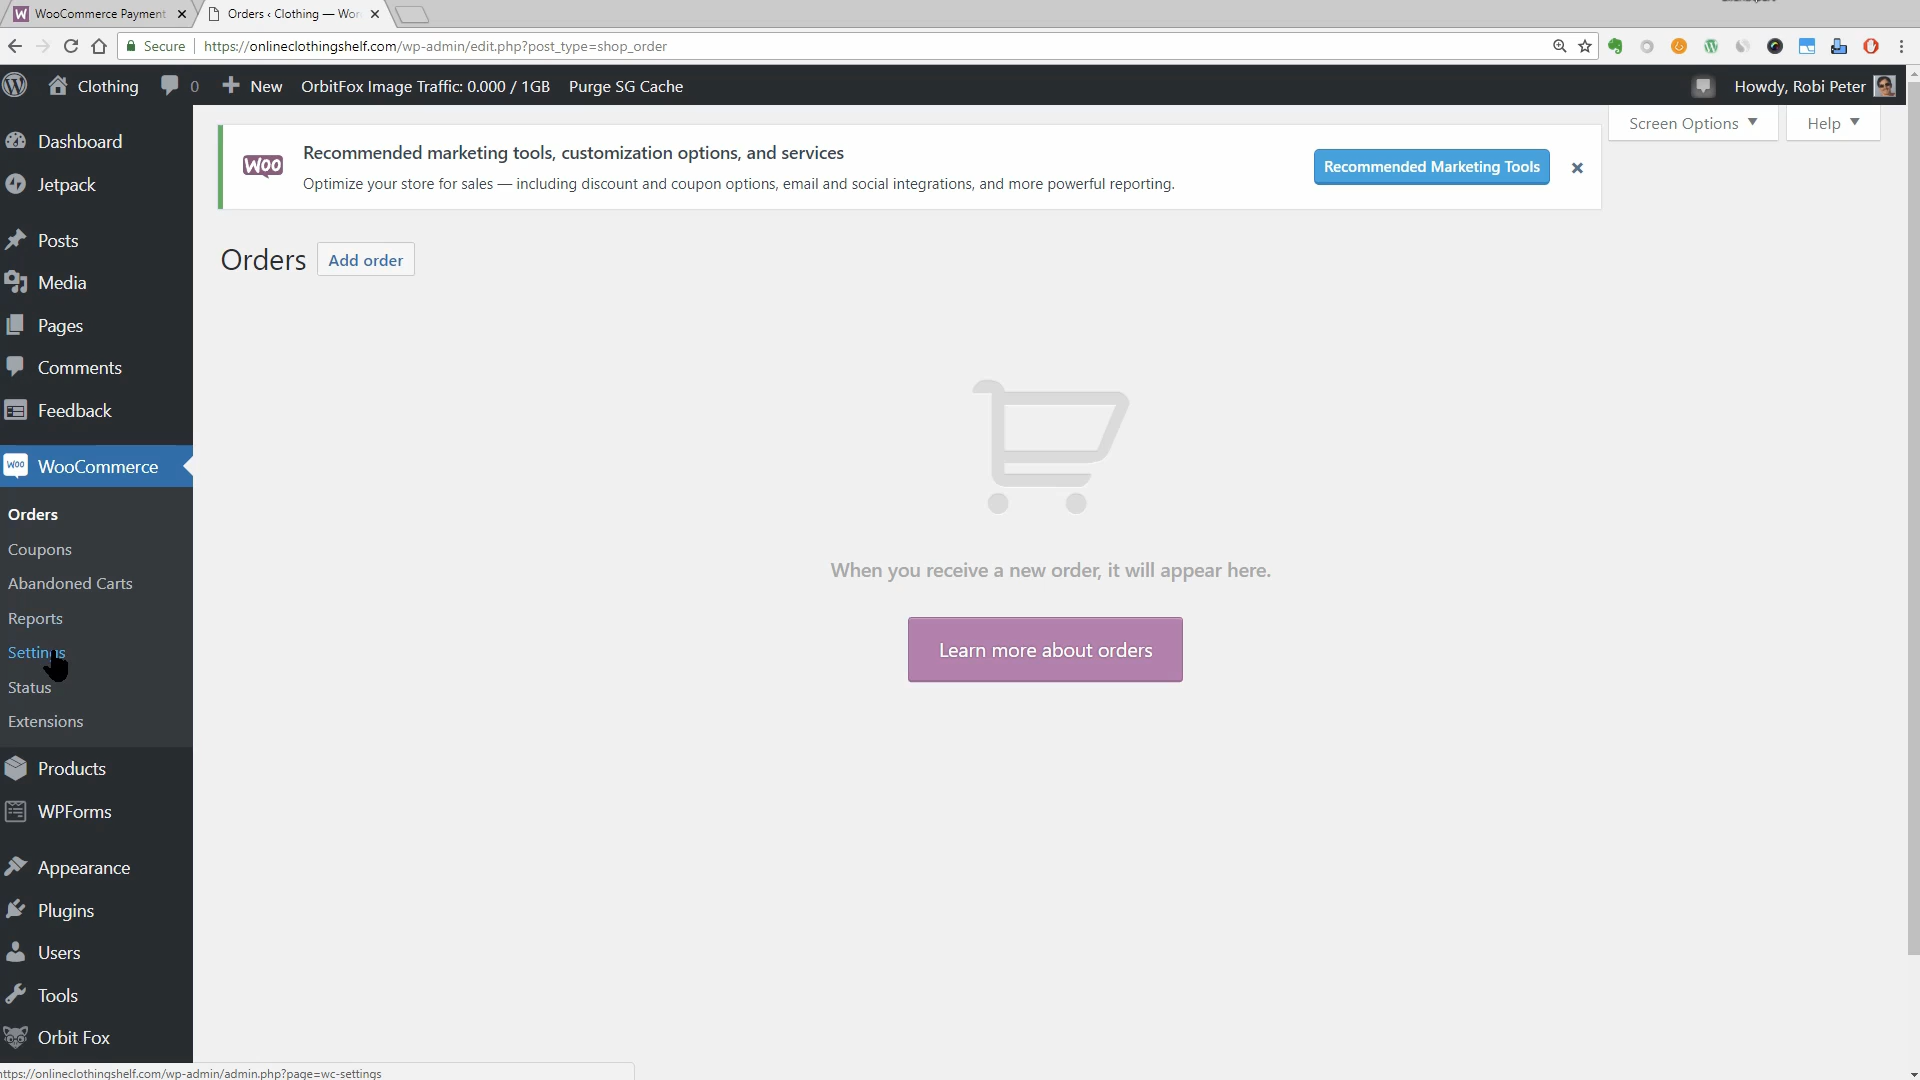 WooCommerce Payment
Orders ‹ Clothing — Wor
Secure
https://onlineclothingshelf.com/wp-admin/edit.php?post_type=shop_order
Clothing
0
New
OrbitFox Image Traffic: 0.000 / 1GB
Purge SG Cache
Howdy, Robi Peter
Screen Options
Help
Woo
Recommended marketing tools, customization options, and services
Optimize your store for sales — including discount and coupon options, email and social integrations, and more powerful reporting.
Recommended Marketing Tools
Orders
Add order
When you receive a new order, it will appear here.
Learn more about orders
Dashboard
Jetpack
Posts
Media
Pages
Comments
Feedback
Woo
WooCommerce
Orders
Coupons
Abandoned Carts
Reports
Settings
Status
Extensions
Products
WPForms
Appearance
Plugins
Users
Tools
Orbit Fox
ttps://onlineclothingshelf.com/wp-admin/admin.php?page=wc-settings